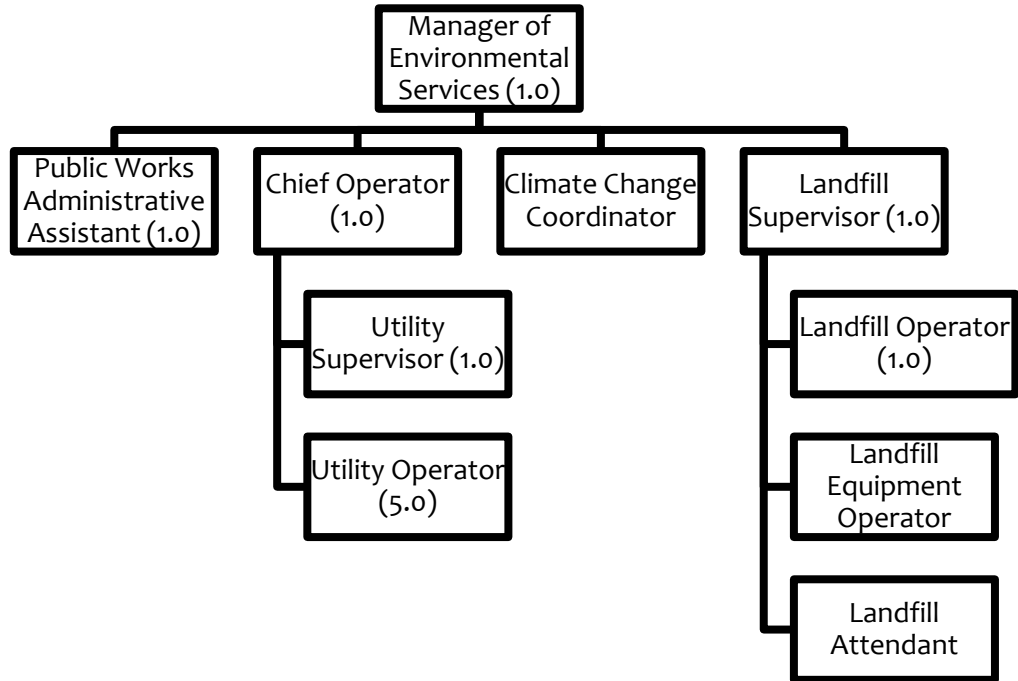 Manager of
Environmental
Services (1.0)
Public Works
Administrative
Assistant (1.0)
Chief Operator
(1.0)
Climate Change
Coordinator
Landfill
Supervisor (1.0)
Utility
Supervisor (1.0)
Utility Operator
(5.0)
Landfill Operator
(1.0)
Landfill
Equipment
Operator
Landfill
Attendant